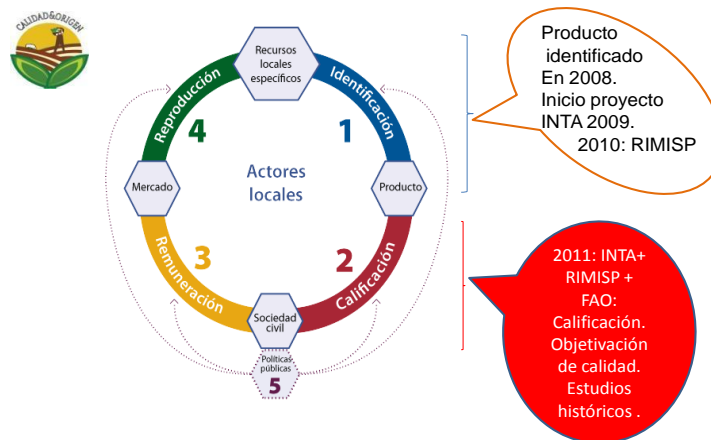 CALIDAD&ORIGEN
Recursos
locales
específicos
Identificación
1
Producto
Calificación
2
Sociedad
civil
Remuneración
3
Mercado
Reproducción
4
Actores
locales
Políticas
públicas
5
Producto
identificado
En 2008.
Inicio proyecto
INTA 2009.
2010: RIMISP
2011: INTA+
RIMISP +
FAO:
Calificación.
Objetivación
de calidad.
Estudios
históricos .